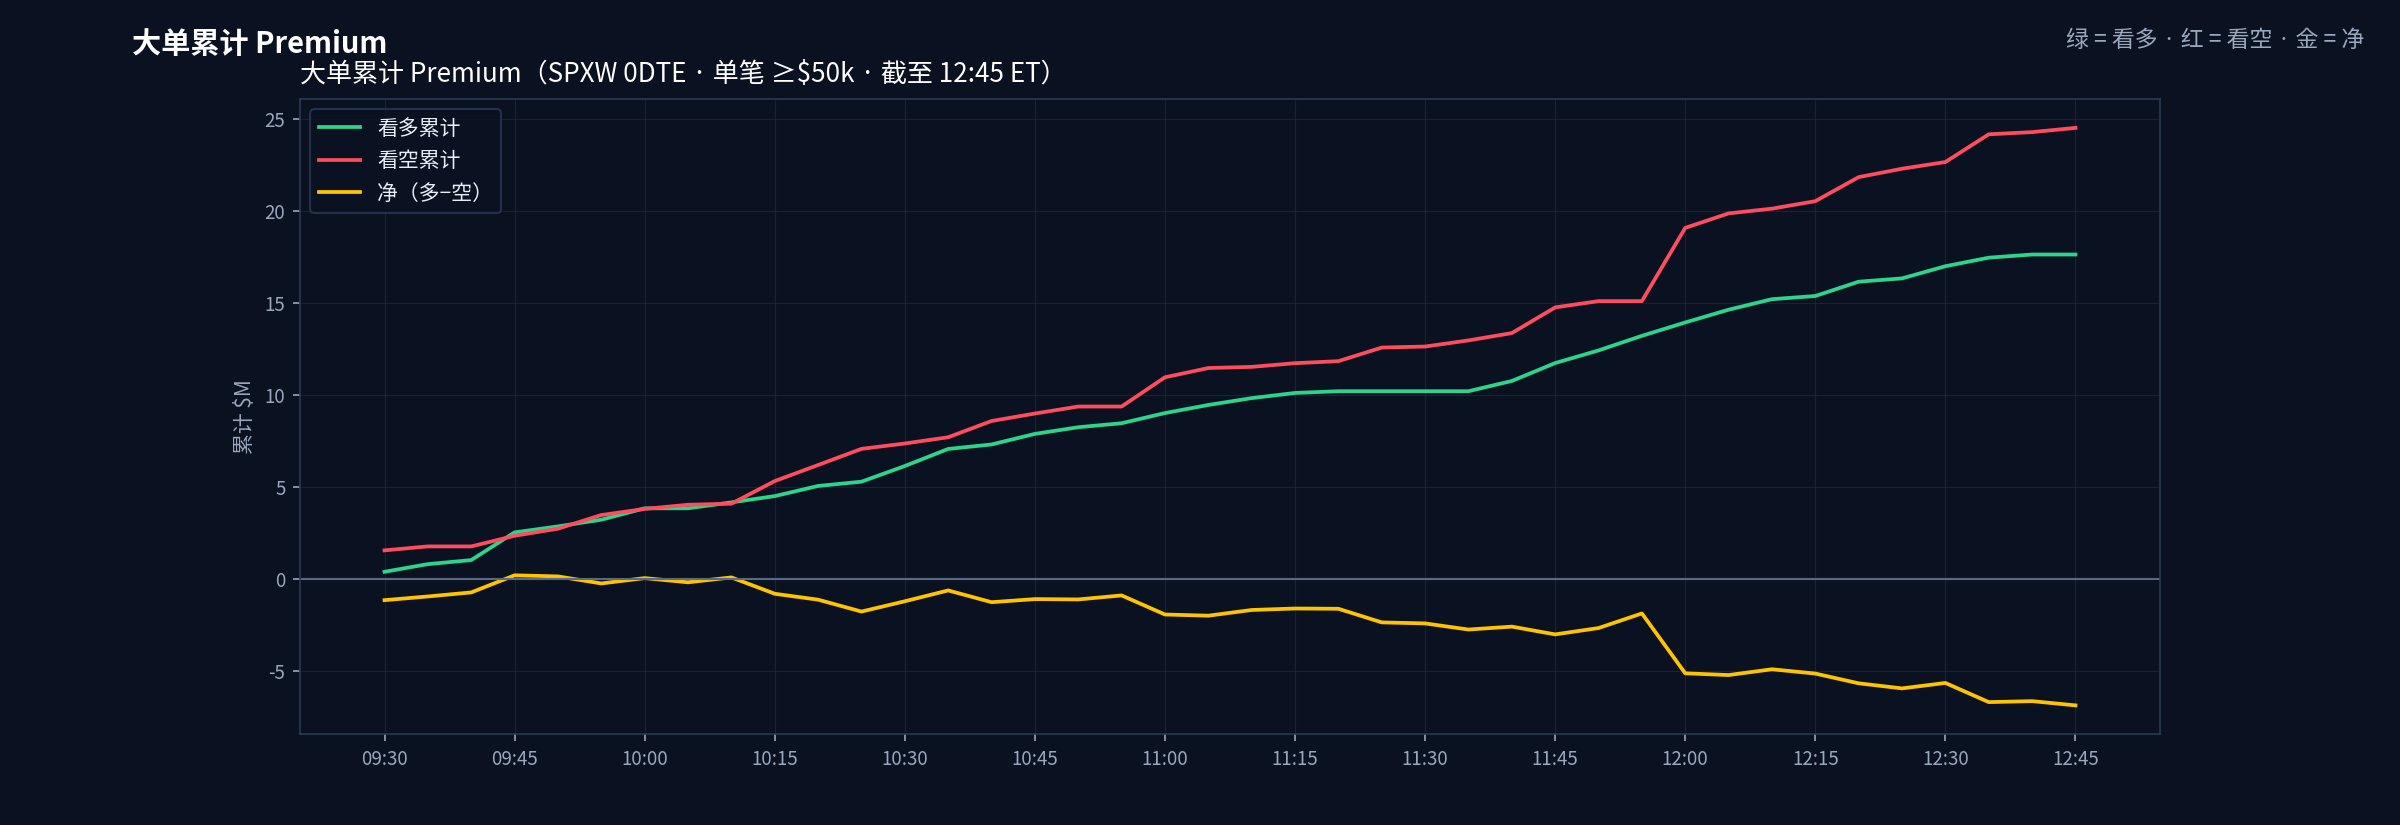 大单累计 Premium
绿 = 看多 · 红 = 看空 · 金 = 净
大单累计 Premium（SPXW 0DTE · 单笔 ≥$50k · 截至 12:45 ET）
看多累计
看空累计
净（多−空）
累计 $M
25
20
15
10
5
0
-5
09:30 09:45 10:00 10:15 10:30 10:45 11:00 11:15 11:30 11:45 12:00 12:15 12:30 12:45